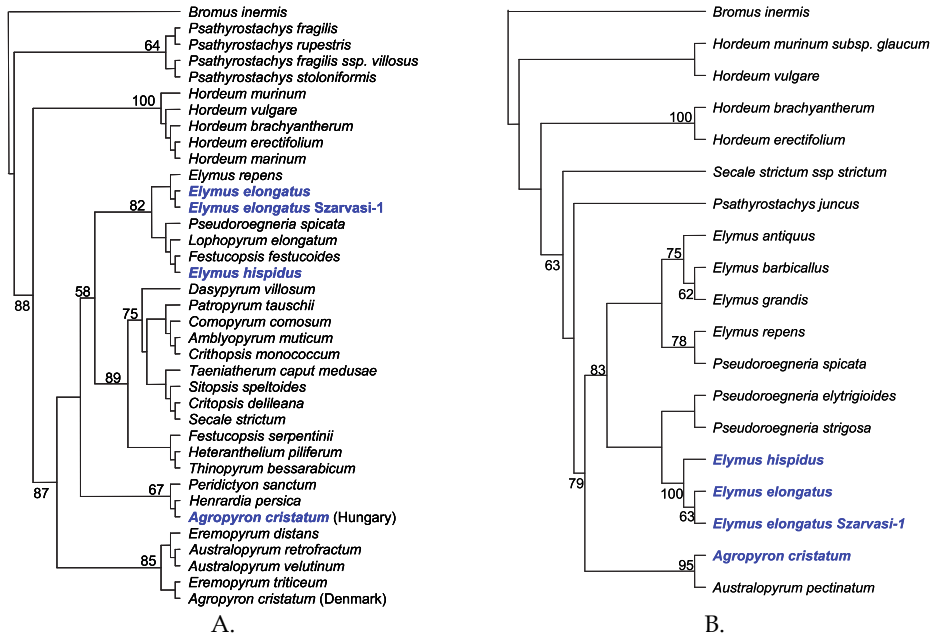 Bromus inermis
Psathyrostachys fragilis
64
Psathyrostachys rupestris
Psathyrostachys fragilis ssp. villosus
Psathyrostachys stoloniformis
Hordeum murinum
100
Hordeum vulgare
Hordeum brachyantherum
Hordeum erectifolium
Hordeum marinum
Elymus repens
Elymus elongatus
82
Elymus elongatus Szarvasi-1
Pseudoroegneria spicata
Lophopyrum elongatum
Festucopsis festucoides
Elymus hispidus
58
Dasypyrum villosum
88
Patropyrum tauschii
75
Comopyrum comosum
Amblyopyrum muticum
Crithopsis monococcum
Taeniatherum caput medusae
89
Sitopsis speltoides
Critopsis delileana
Secale strictum
Festucopsis serpentinii
Heteranthelium piliferum
Thinopyrum bessarabicum
Peridictyon sanctum
67
87
Henrardia persica
Agropyron cristatum (Hungary)
Eremopyrum distans
Australopyrum retrofractum
85
Australopyrum velutinum
Eremopyrum triticeum
Agropyron cristatum (Denmark)
A.
Bromus inermis
Hordeum murinum subsp. glaucum
Hordeum vulgare
Hordeum brachyantherum
100
Hordeum erectifolium
Secale strictum ssp strictum
Psathyrostachys juncus
Elymus antiquus
75
63
Elymus barbicallus
62
Elymus grandis
Elymus repens
78
Pseudoroegneria spicata
83
Pseudoroegneria elytrigioides
Pseudoroegneria strigosa
Elymus hispidus
79
100
Elymus elongatus
63
Elymus elongatus Szarvasi-1
Agropyron cristatum
95
Australopyrum pectinatum
B.